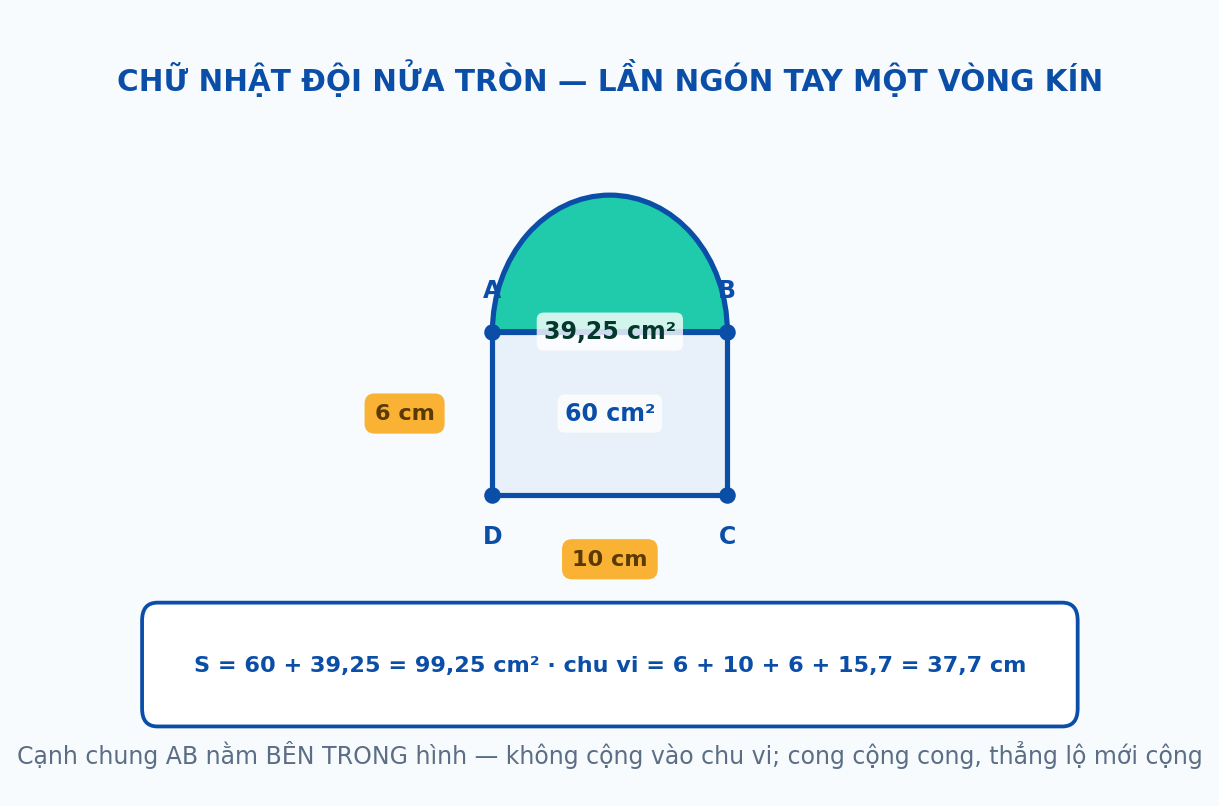 CHỮ NHẬT ĐỘI NỬA TRÒN — LẦN NGÓN TAY MỘT VÒNG KÍN
A
B
39,25 cm²
6 cm
60 cm²
D
C
10 cm
S = 60 + 39,25 = 99,25 cm² · chu vi = 6 + 10 + 6 + 15,7 = 37,7 cm
Cạnh chung AB nằm BÊN TRONG hình — không cộng vào chu vi; cong cộng cong, thẳng lộ mới cộng